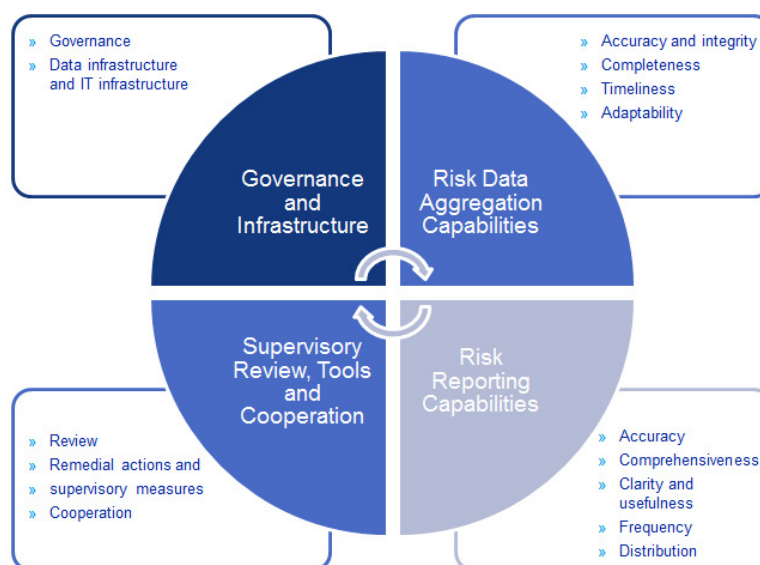 » Governance
» Data infrastructure
and IT infrastructure
» Accuracy and integrity
» Completeness
» Timeliness
» Adaptability
Governance
and
Infrastructure
Risk Data
Aggregation
Capabilities
Supervisory
Review, Tools
and
Cooperation
Risk
Reporting
Capabilities
» Review
» Remedial actions and
» supervisory measures
» Cooperation
» Accuracy
» Comprehensiveness
» Clarity and
usefulness
» Frequency
» Distribution